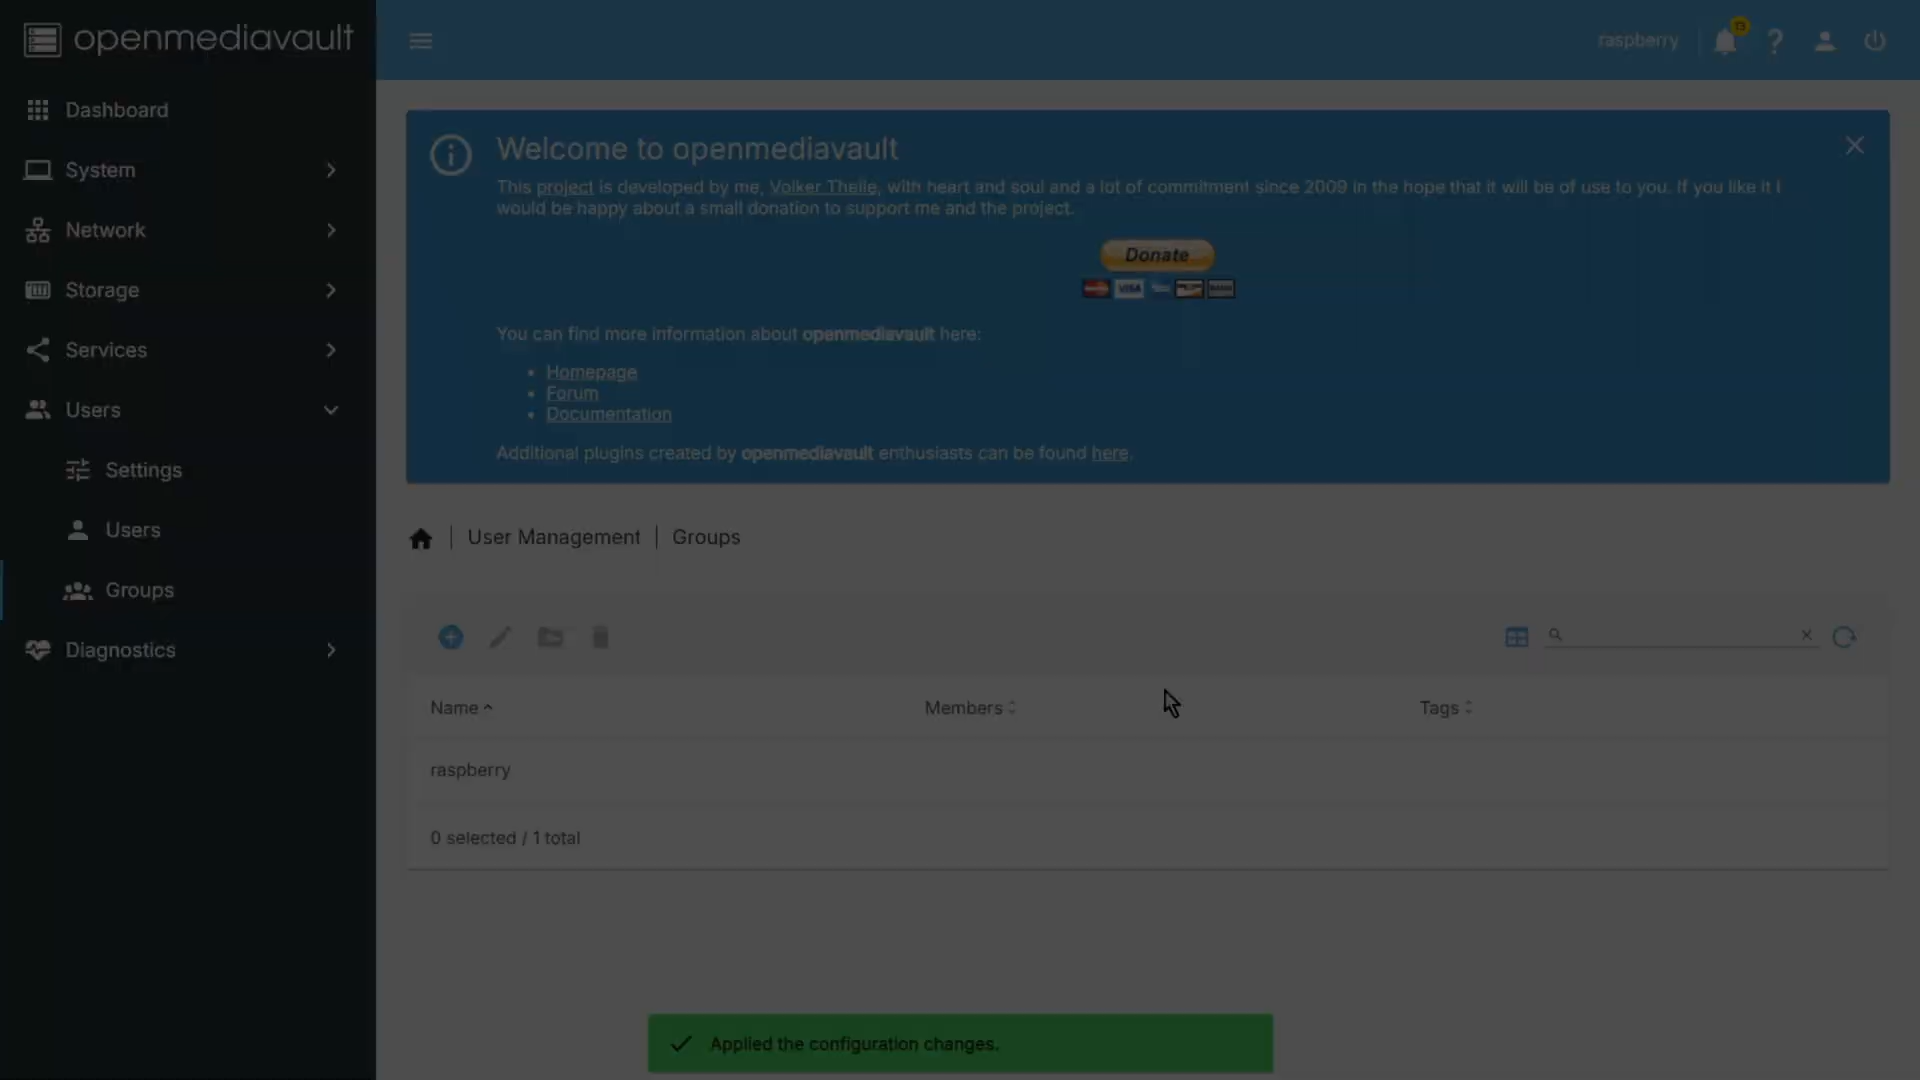 openmediavault
raspberry
13
Dashboard
System
Network
Storage
Services
Users
Settings
Users
Groups
Diagnostics
Welcome to openmediavault
This project is developed by me, Volker Theile, with heart and soul and a lot of commitment since 2009 in the hope that it will be of use to you. If you like it I
would be happy about a small donation to support me and the project.
Donate
VISA
You can find more information about openmediavault here:
Homepage
Forum
Documentation
Additional plugins created by openmediavault enthusiasts can be found here.
User Management
Groups
Name
Members
Tags
raspberry
0 selected / 1 total
Applied the configuration changes.